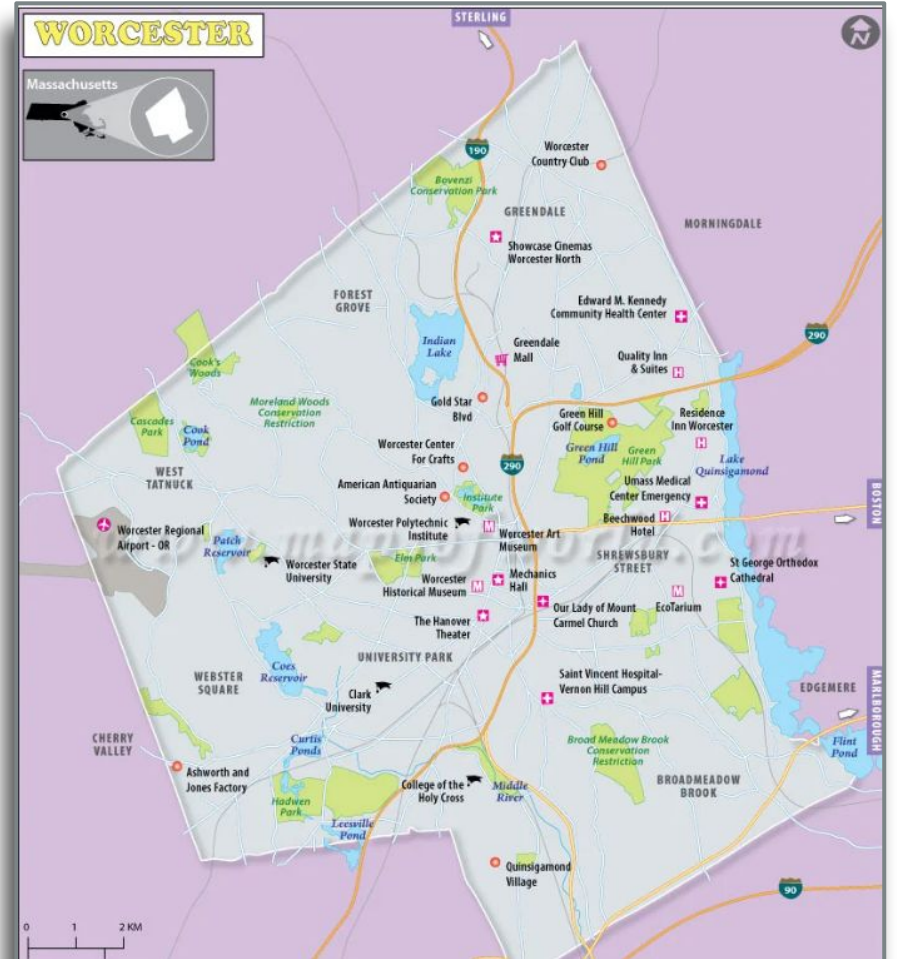 WORCESTER
STERLING
Massachusetts
N
190
Worcester
Country Club
Bovenzi
Conservation Park
GREENDALE
MORNINGDALE
Showcase Cinemas
Worcester North
FOREST
GROVE
Edward M. Kennedy
Community Health Center
290
Indian
Lake
Greendale
Mall
Quality Inn
& Suites
H
Cook's
Woods
Moreland Woods
Conservation
Restriction
Gold Star
Blvd
Green Hill
Golf Course
Residence
Inn Worcester
H
Cascades
Park
Cook
Pond
Worcester Center
For Crafts
Green Hill
Pond
Green
Hill Park
Lake
Quinsigamond
290
WEST
TATNUCK
American Antiquarian
Society
Institute
Park
Umass Medical
Center Emergency
BOSTON
Worcester Regional
Airport - OR
Worcester Polytechnic
Institute
M
Worcester Art
Museum
Beechwood
Hotel
H
www.mapsofworld.com
Patch
Reservoir
Worcester State
University
Elm Park
SHREWSBURY
STREET
St George Orthodox
Cathedral
Worcester
Historical Museum
M
Mechanics
Hall
M
EcoTarium
Our Lady of Mount
Carmel Church
The Hanover
Theater
UNIVERSITY PARK
Coes
Reservoir
WEBSTER
SQUARE
Clark
University
Saint Vincent Hospital-
Vernon Hill Campus
EDGEMERE
MARLBOROUGH
CHERRY
VALLEY
Curtis
Ponds
Broad Meadow Brook
Conservation
Restriction
Flint
Pond
Ashworth and
Jones Factory
College of the
Holy Cross
Middle
River
BROADMEADOW
BROOK
Hadwen
Park
Leesville
Pond
Quinsigamond
Village
90
0 1 2 KM